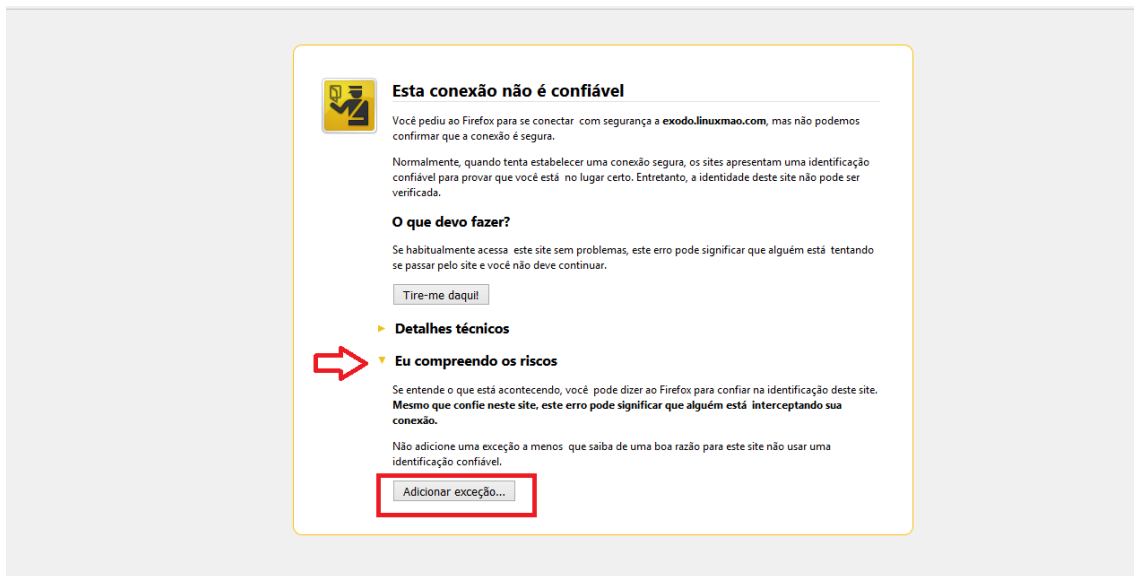 Esta conexão não é confiável
Você pediu ao Firefox para se conectar com segurança a exodo.linuxmao.com, mas não podemos
confirmar que a conexão é segura.
Normalmente, quando tenta estabelecer uma conexão segura, os sites apresentam uma identificação
confiável para provar que você está no lugar certo. Entretanto, a identidade deste site não pode ser
verificada.
O que devo fazer?
Se habitualmente acessa este site sem problemas, este erro pode significar que alguém está tentando
se passar pelo site e você não deve continuar.
Tire-me daqui!
Detalhes técnicos
Eu compreendo os riscos
Se entende o que está acontecendo, você pode dizer ao Firefox para confiar na identificação deste site.
Mesmo que confie neste site, este erro pode significar que alguém está interceptando sua
conexão.
Não adicione uma exceção a menos que saiba de uma boa razão para este site não usar uma
identificação confiável.
Adicionar exceção...